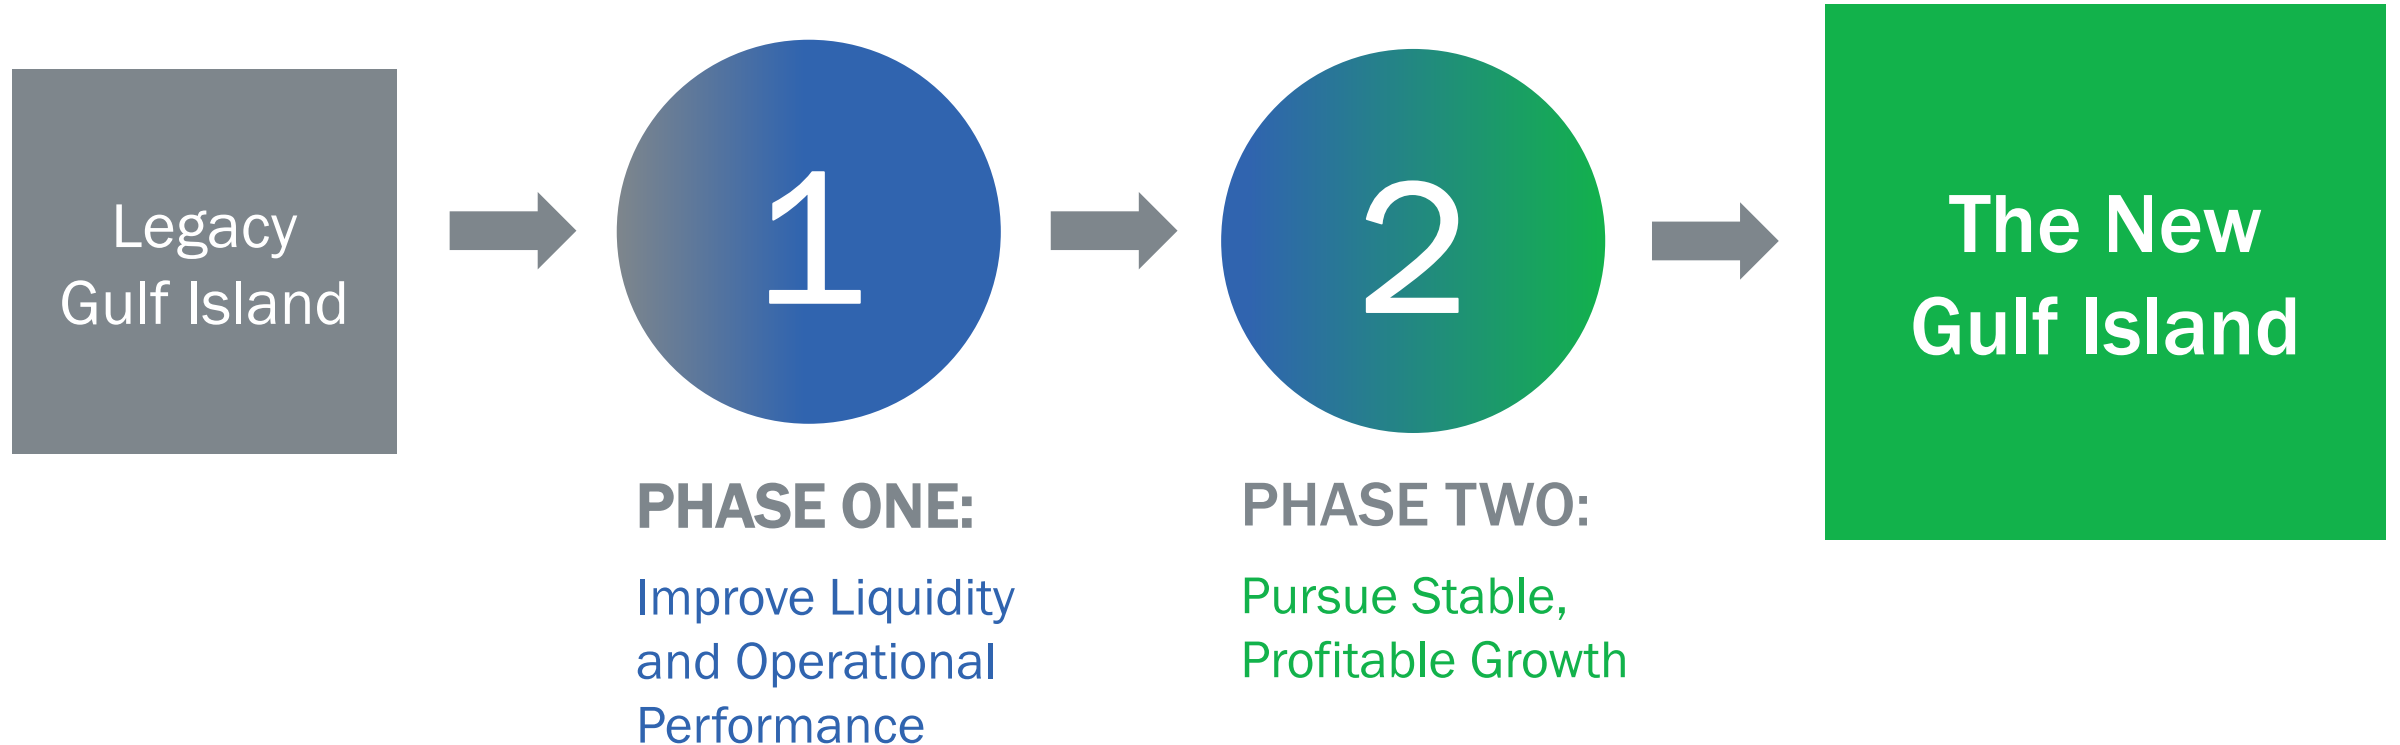 Legacy
Gulf Island
1
PHASE ONE:
Improve Liquidity
and Operational
Performance
2
PHASE TWO:
Pursue Stable,
Profitable Growth
The New
Gulf Island